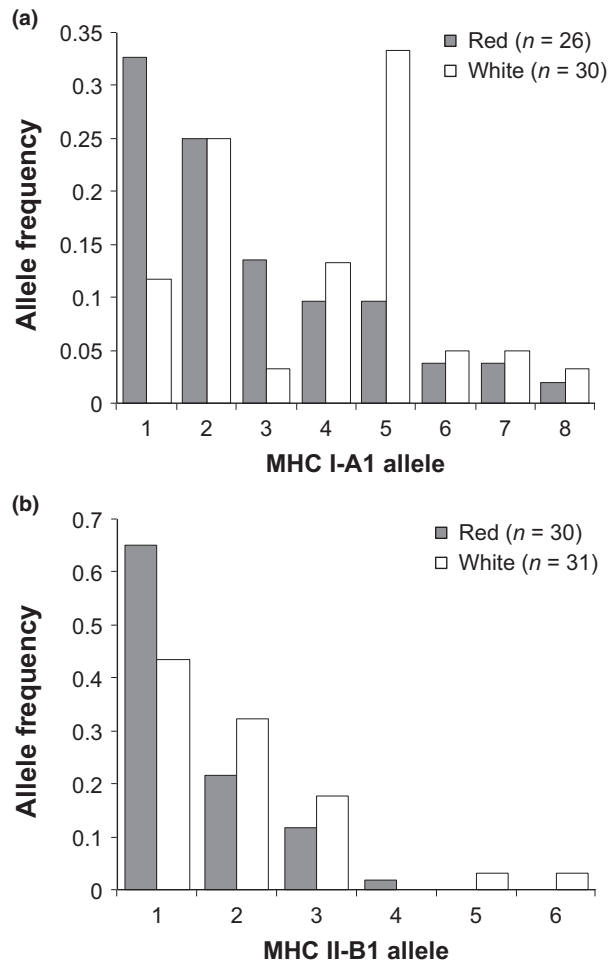 (a)
0.35
0.3
0.25
0.2
0.15
0.1
0.05
0
Allele frequency
Red (n = 26)
White (n = 30)
1 2 3 4 5 6 7 8
MHC I-A1 allele
(b)
0.7
0.6
0.5
0.4
0.3
0.2
0.1
0
Allele frequency
Red (n = 30)
White (n = 31)
1 2 3 4 5 6
MHC II-B1 allele